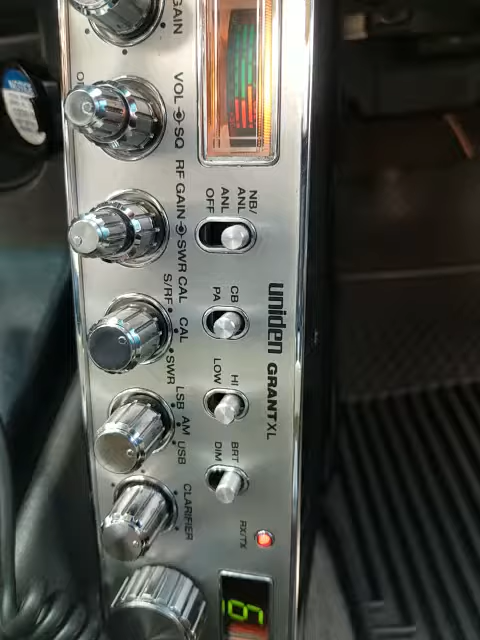 GAIN
VOL SQ
RF GAIN SWR CAL
NB/
ANL
ANL
OFF
S/RF CAL SWR
CB
PA
uniden GRANT XL
HI
LOW
LSB AM USB
BRT
DIM
CLARIFIER
RX/TX
NOTICE